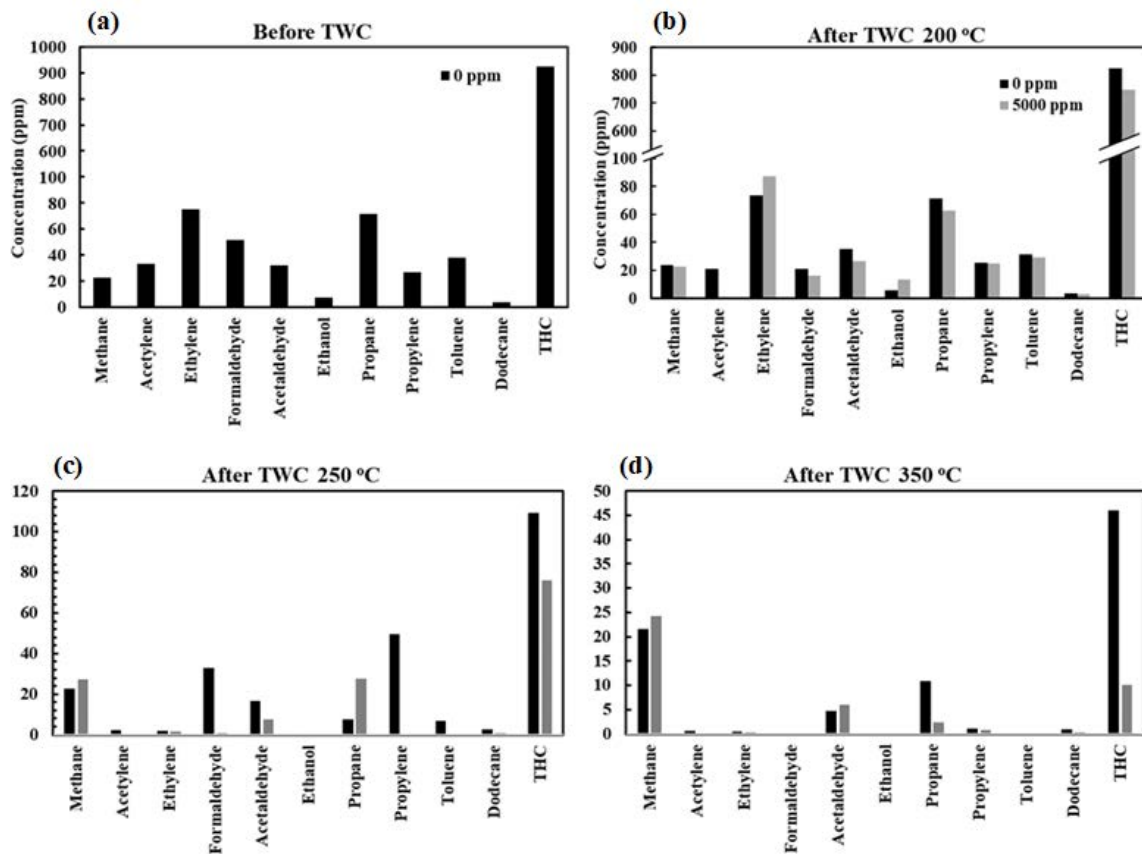 (a)
Before TWC
Concentration (ppm)
1000
900
800
700
600
100
80
60
40
20
0
0 ppm
Methane
Acetylene
Ethylene
Formaldehyde
Acetaldehyde
Ethanol
Propane
Propylene
Toluene
Dodecane
THC
(b)
After TWC 200 °C
Concentration (ppm)
900
800
700
600
100
80
60
40
20
0
0 ppm
5000 ppm
Methane
Acetylene
Ethylene
Formaldehyde
Acetaldehyde
Ethanol
Propane
Propylene
Toluene
Dodecane
THC
(c)
After TWC 250 °C
120
100
80
60
40
20
0
Methane
Acetylene
Ethylene
Formaldehyde
Acetaldehyde
Ethanol
Propane
Propylene
Toluene
Dodecane
THC
(d)
After TWC 350 °C
50
45
40
35
30
25
20
15
10
5
0
Methane
Acetylene
Ethylene
Formaldehyde
Acetaldehyde
Ethanol
Propane
Propylene
Toluene
Dodecane
THC